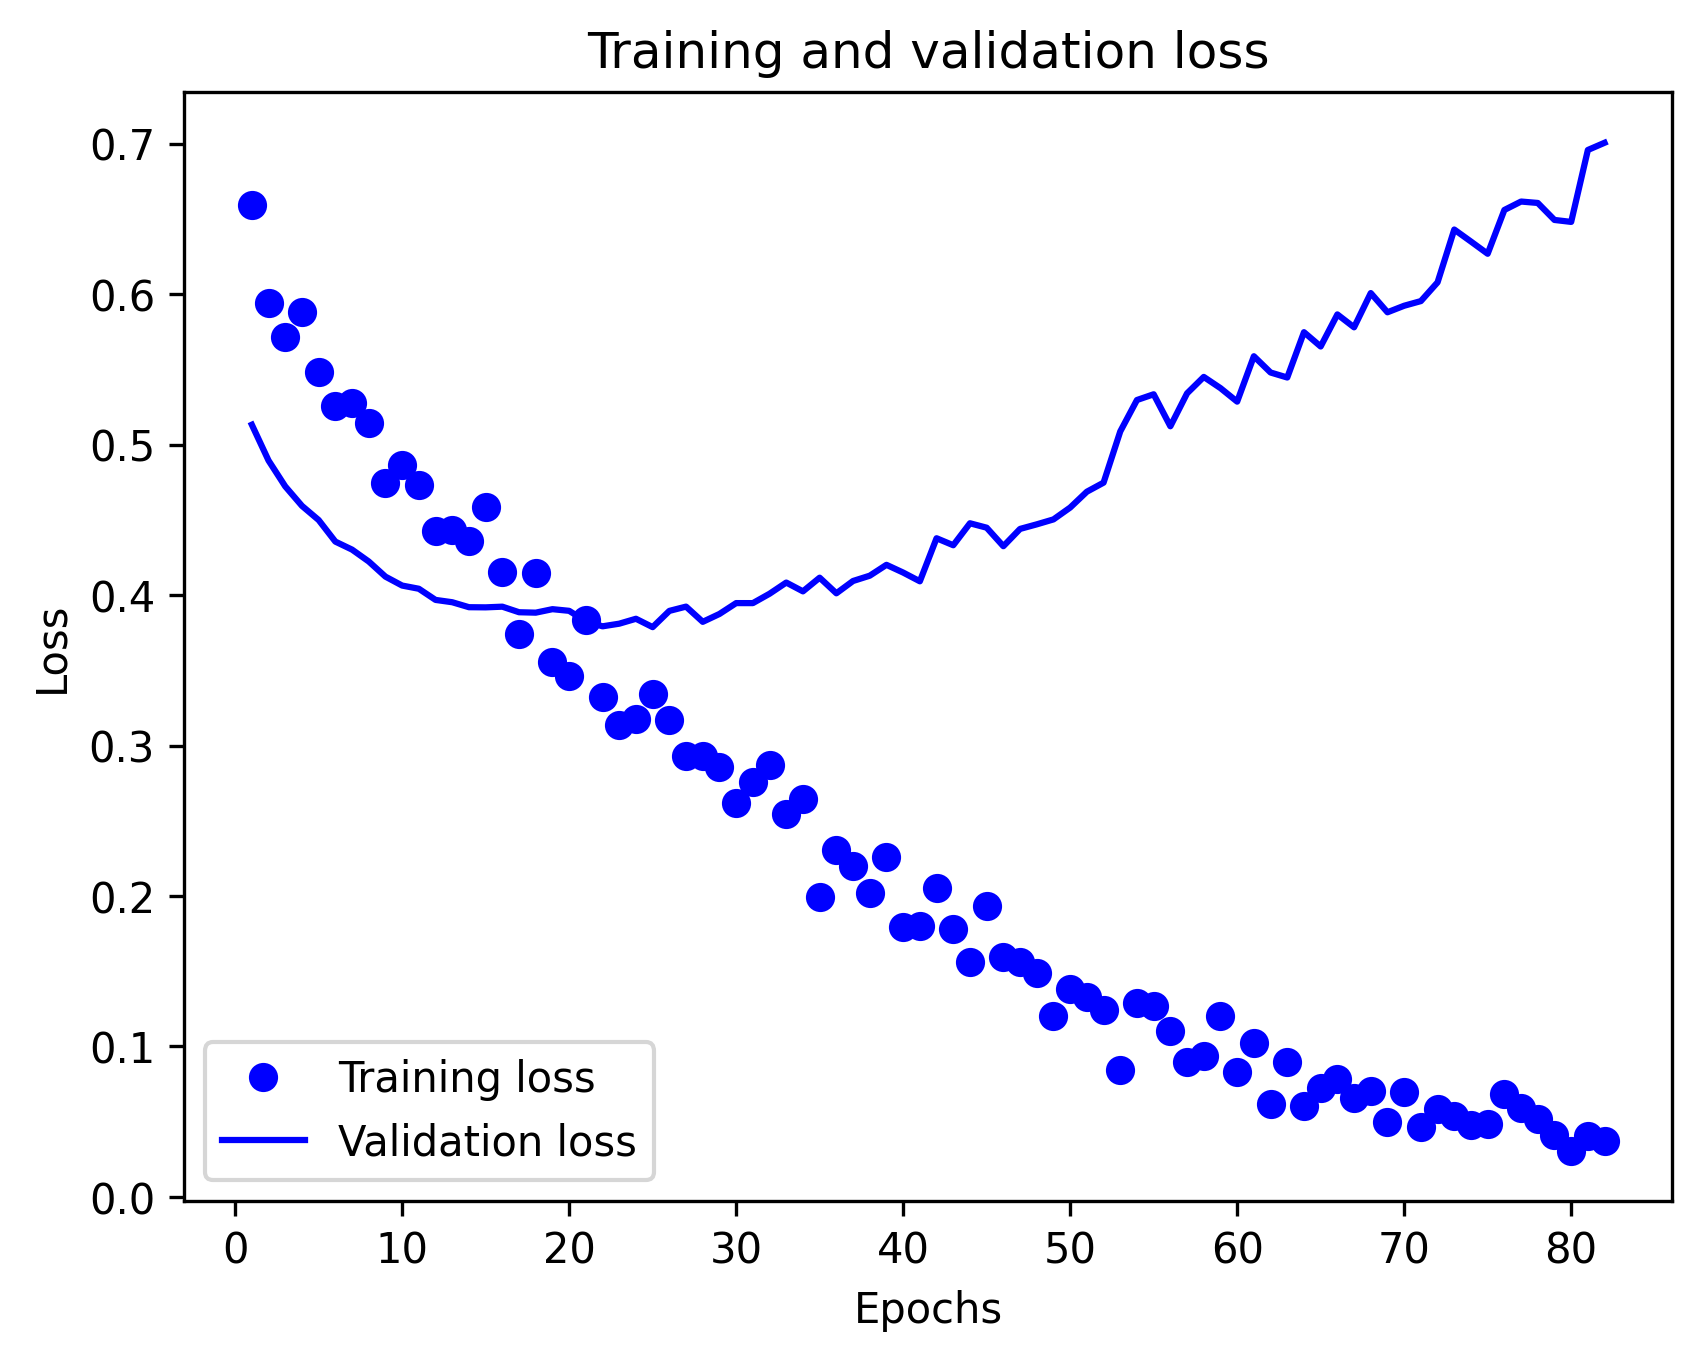 Training and validation loss
0.7
0.6
0.5
0.4
0.3
0.2
0.1
0.0
Loss
Training loss
Validation loss
0 10 20 30 40 50 60 70 80
Epochs